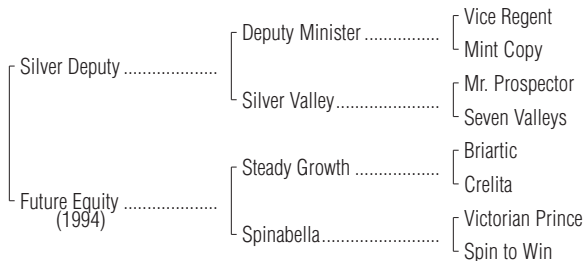 Vice Regent
Deputy Minister ................
Mint Copy
Silver Deputy ....................
Mr. Prospector
Silver Valley......................
Seven Valleys
Briartic
Steady Growth ..................
Crelita
Future Equity ....................
(1994)
Victorian Prince
Spinabella.........................
Spin to Win